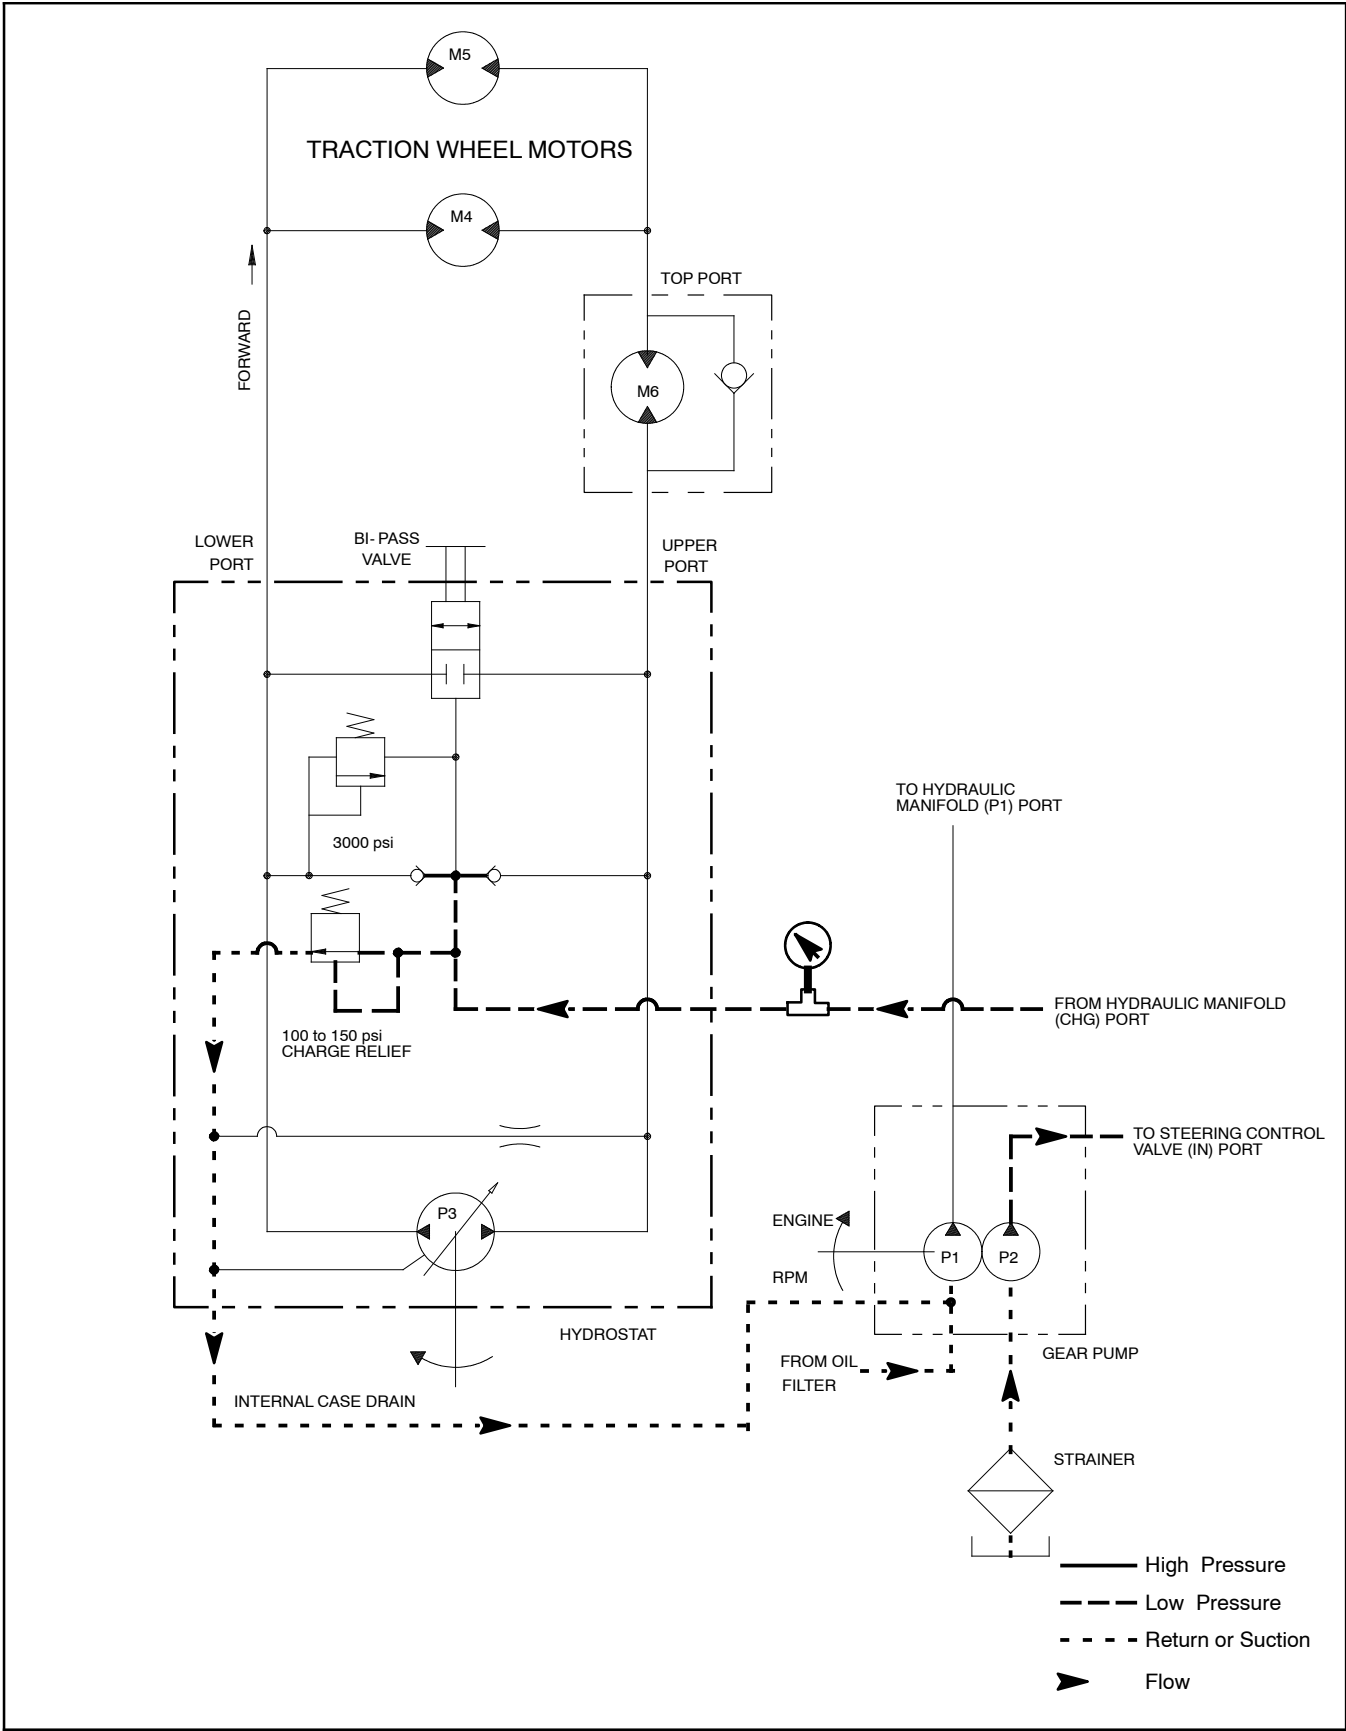 M5
TRACTION WHEEL MOTORS
M4
TOP PORT
FORWARD
M6
LOWER
PORT
BI- PASS
VALVE
UPPER
PORT
3000 psi
TO HYDRAULIC
MANIFOLD (P1) PORT
FROM HYDRAULIC MANIFOLD
(CHG) PORT
100 to 150 psi
CHARGE RELIEF
TO STEERING CONTROL
VALVE (IN) PORT
P3
ENGINE
RPM
P1
P2
HYDROSTAT
GEAR PUMP
FROM OIL
FILTER
INTERNAL CASE DRAIN
STRAINER
High Pressure
Low Pressure
Return or Suction
Flow